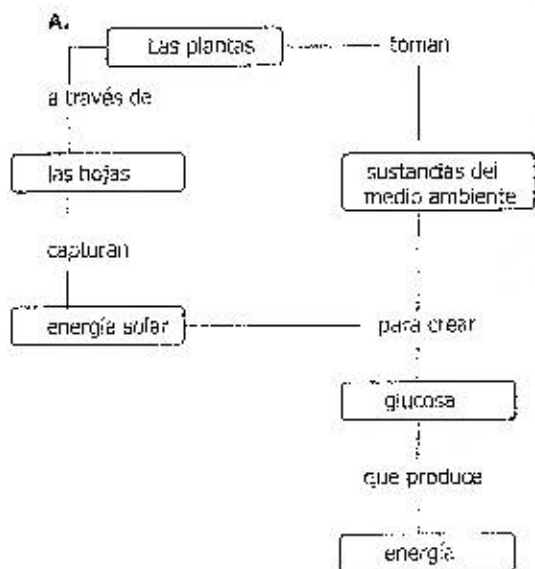 A.
Las plantas
toman
a través de
las hojas
sustancias del
medio ambiente
capturan
energía solar
para crear
glucosa
que produce
energía